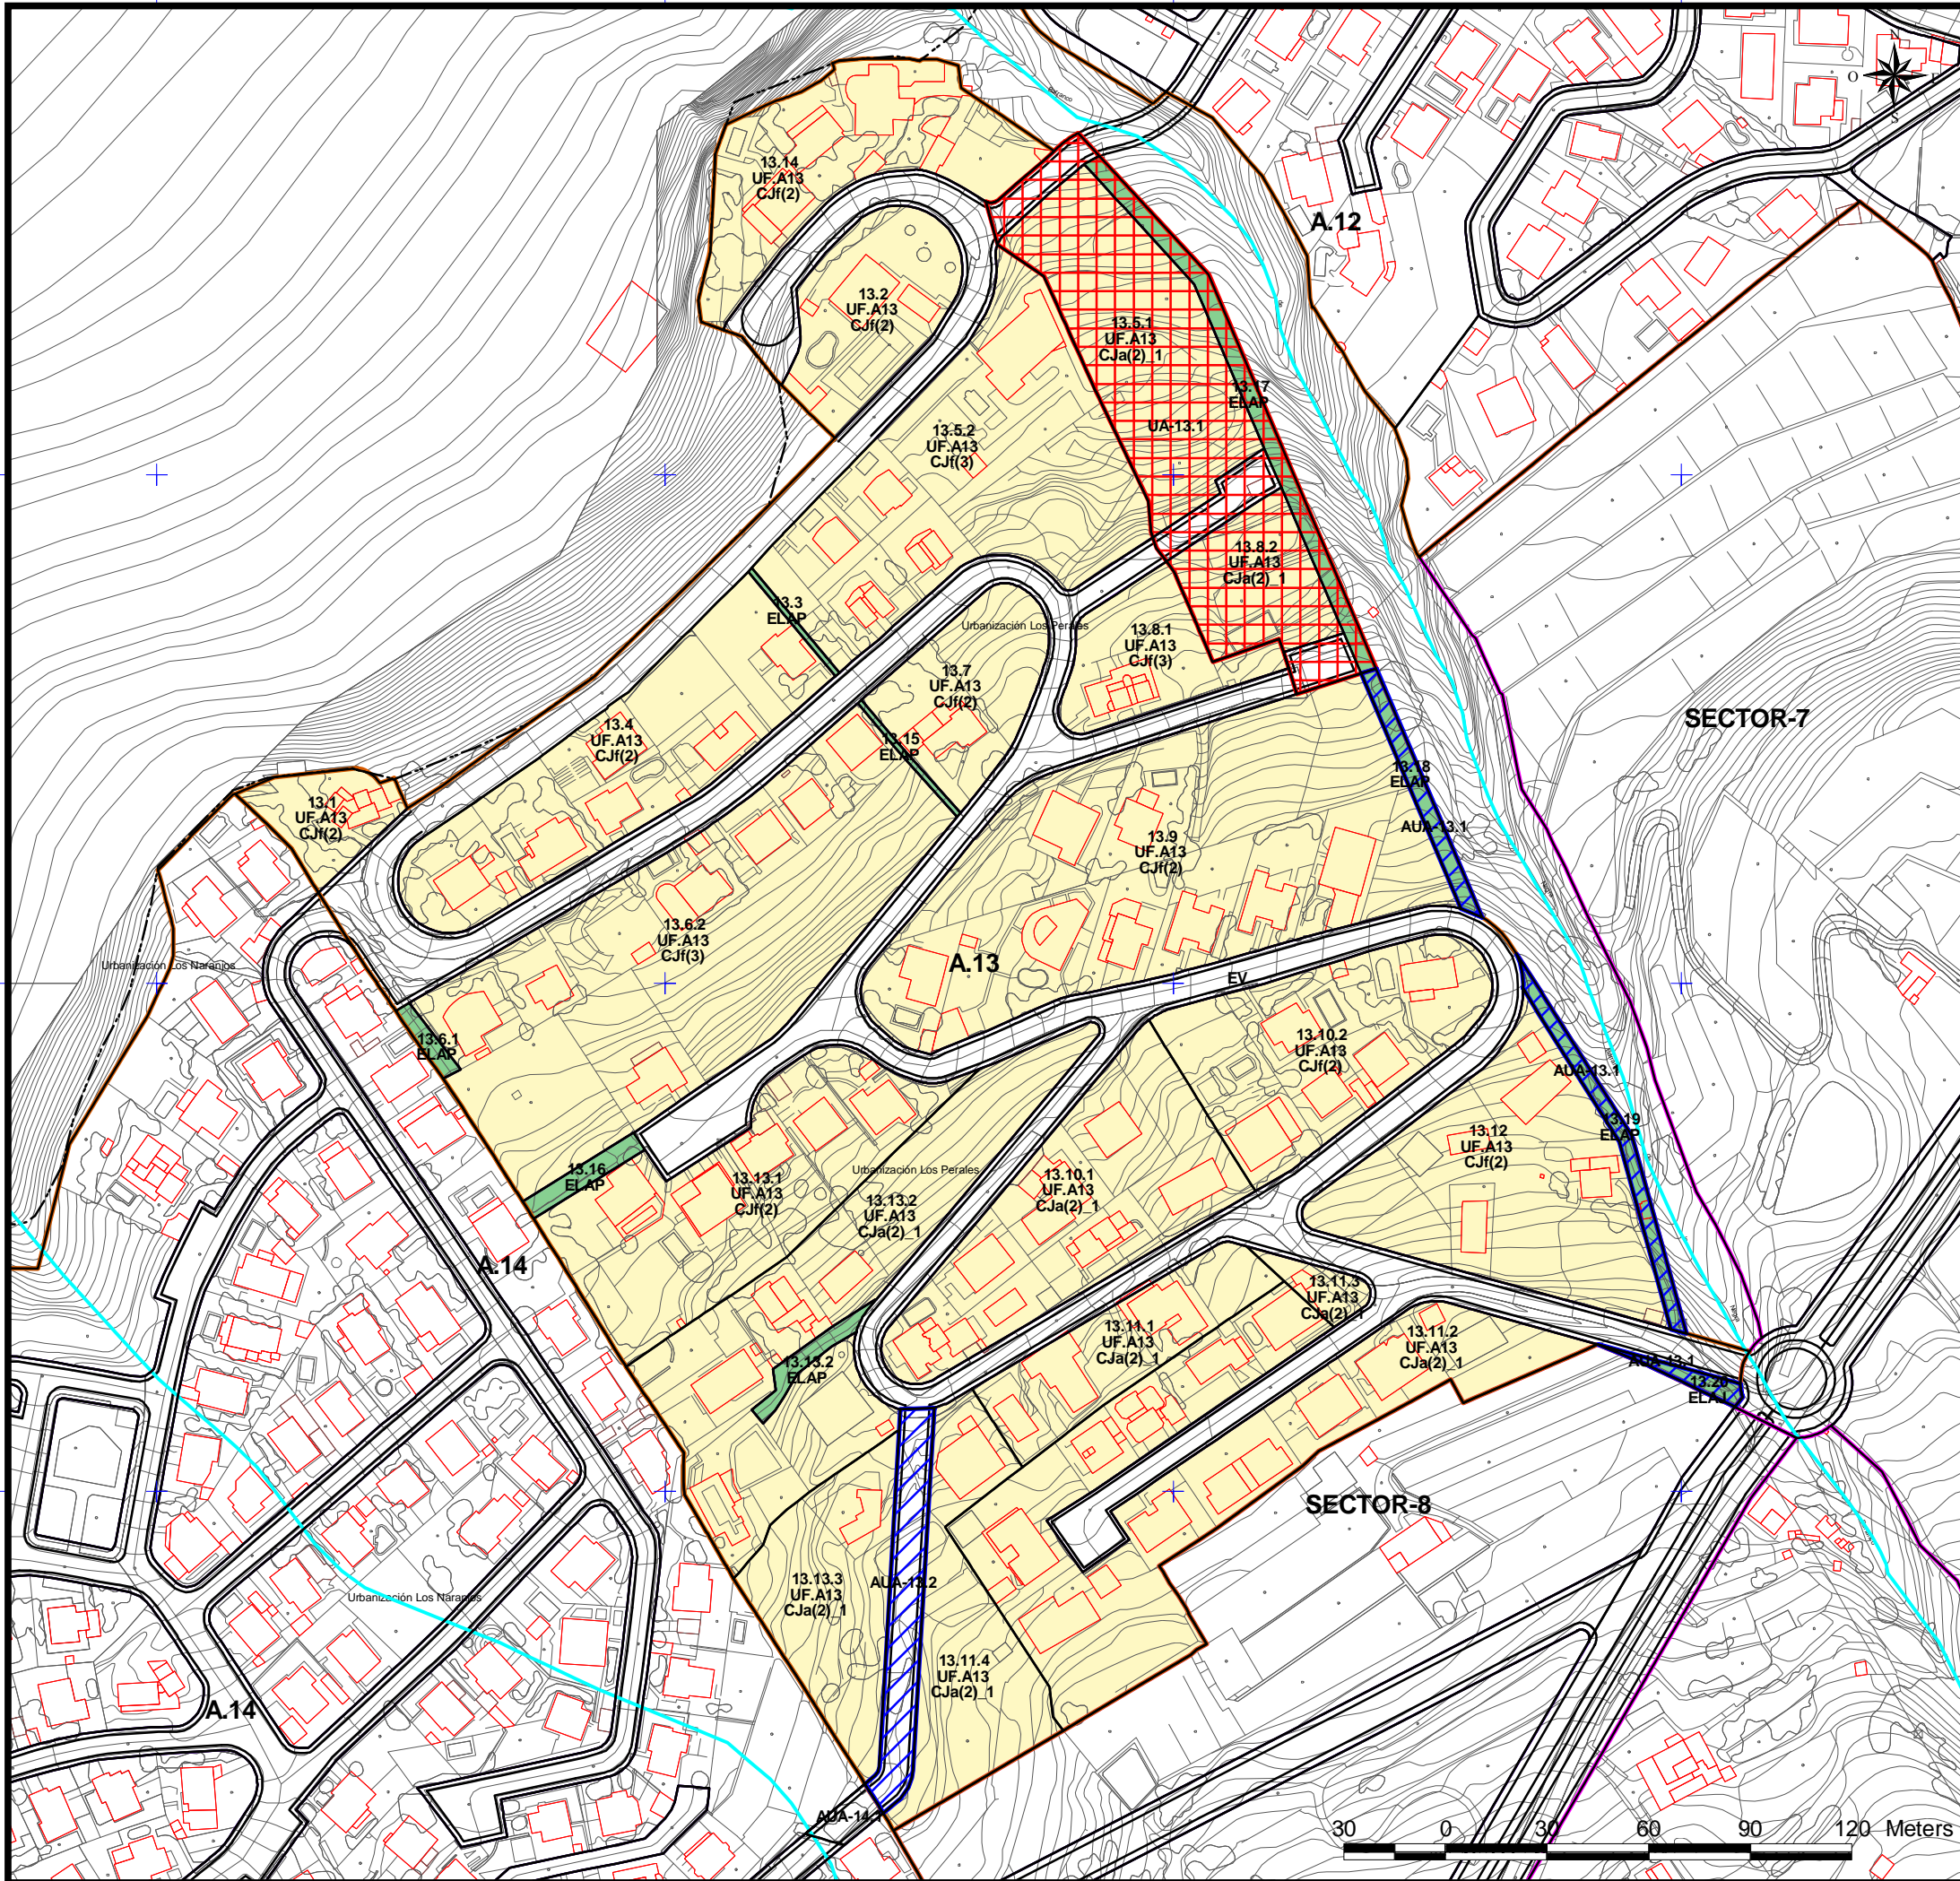 N
O
E
S
Barranco
A.12
13.14
UF.A13
CJf(2)
13.2
UF.A13
CJf(2)
13.5.1
UF.A13
CJa(2)_1
13.17
ELAP
UA-13.1
13.5.2
UF.A13
CJf(3)
13.8.2
UF.A13
CJa(2)_1
13.3
ELAP
Urbanización Los Perales
13.8.1
UF.A13
CJf(3)
13.7
UF.A13
CJf(2)
13.4
UF.A13
CJf(2)
13.15
ELAP
SECTOR-7
13.18
ELAP
13.1
UF.A13
CJf(2)
AUA-13.1
13.9
UF.A13
CJf(2)
13.6.2
UF.A13
CJf(3)
A.13
Urbanización Los Naranjos
EV
13.6.1
ELAP
13.10.2
UF.A13
CJf(2)
AUA-13.1
13.19
ELAP
13.12
UF.A13
CJf(2)
13.16
ELAP
Urbanización Los Perales
13.13.1
UF.A13
CJf(2)
13.10.1
UF.A13
CJa(2)_1
13.13.2
UF.A13
CJa(2)_1
A.14
13.11.3
UF.A13
CJa(2)_1
13.11.1
UF.A13
CJa(2)_1
13.11.2
UF.A13
CJa(2)_1
13.13.2
ELAP
AUA-13.1
13.20
SECTOR-8
13.13.3
UF.A13
CJa(2)_1
AUA-13.2
Urbanización Los Naranjos
13.11.4
UF.A13
CJa(2)_1
A.14
AUA-14.1
30 0 30 60 90 120 Meters